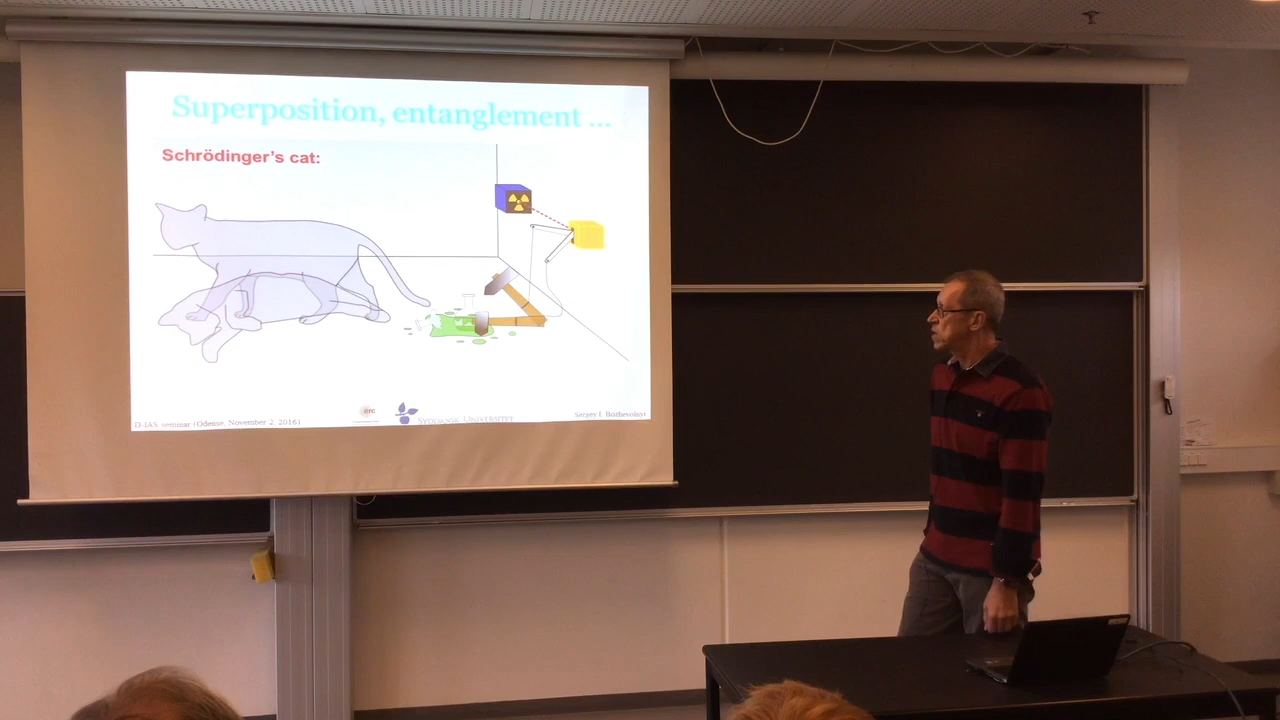 Superposition, entanglement ...
Schrödinger's cat:
erc
Syddansk Universitet
Sergey I. Bozhevolnyi
D-IAS seminar (Odense, November 2, 2016)